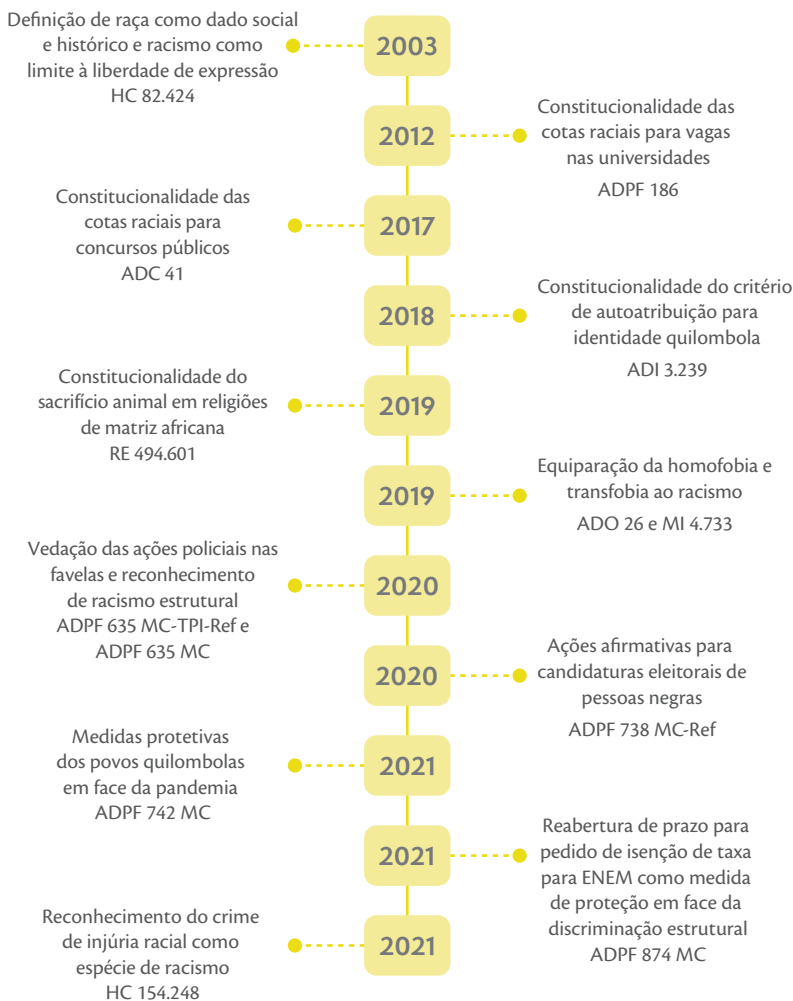 Definição de raça como dado social
e histórico e racismo como
limite à liberdade de expressão
HC 82.424
2003
2012
Constitucionalidade das
cotas raciais para vagas
nas universidades
ADPF 186
Constitucionalidade das
cotas raciais para
concursos públicos
ADC 41
2017
2018
Constitucionalidade do critério
de autoatribuição para
identidade quilombola
ADI 3.239
Constitucionalidade do
sacrifício animal em religiões
de matriz africana
RE 494.601
2019
2019
Equiparação da homofobia e
transfobia ao racismo
ADO 26 e MI 4.733
Vedação das ações policiais nas
favelas e reconhecimento
de racismo estrutural
ADPF 635 MC-TPI-Ref e
ADPF 635 MC
2020
2020
Ações afirmativas para
candidaturas eleitorais de
pessoas negras
ADPF 738 MC-Ref
Medidas protetivas
dos povos quilombolas
em face da pandemia
ADPF 742 MC
2021
2021
Reabertura de prazo para
pedido de isenção de taxa
para ENEM como medida
de proteção em face da
discriminação estrutural
ADPF 874 MC
Reconhecimento do crime
de injúria racial como
espécie de racismo
HC 154.248
2021